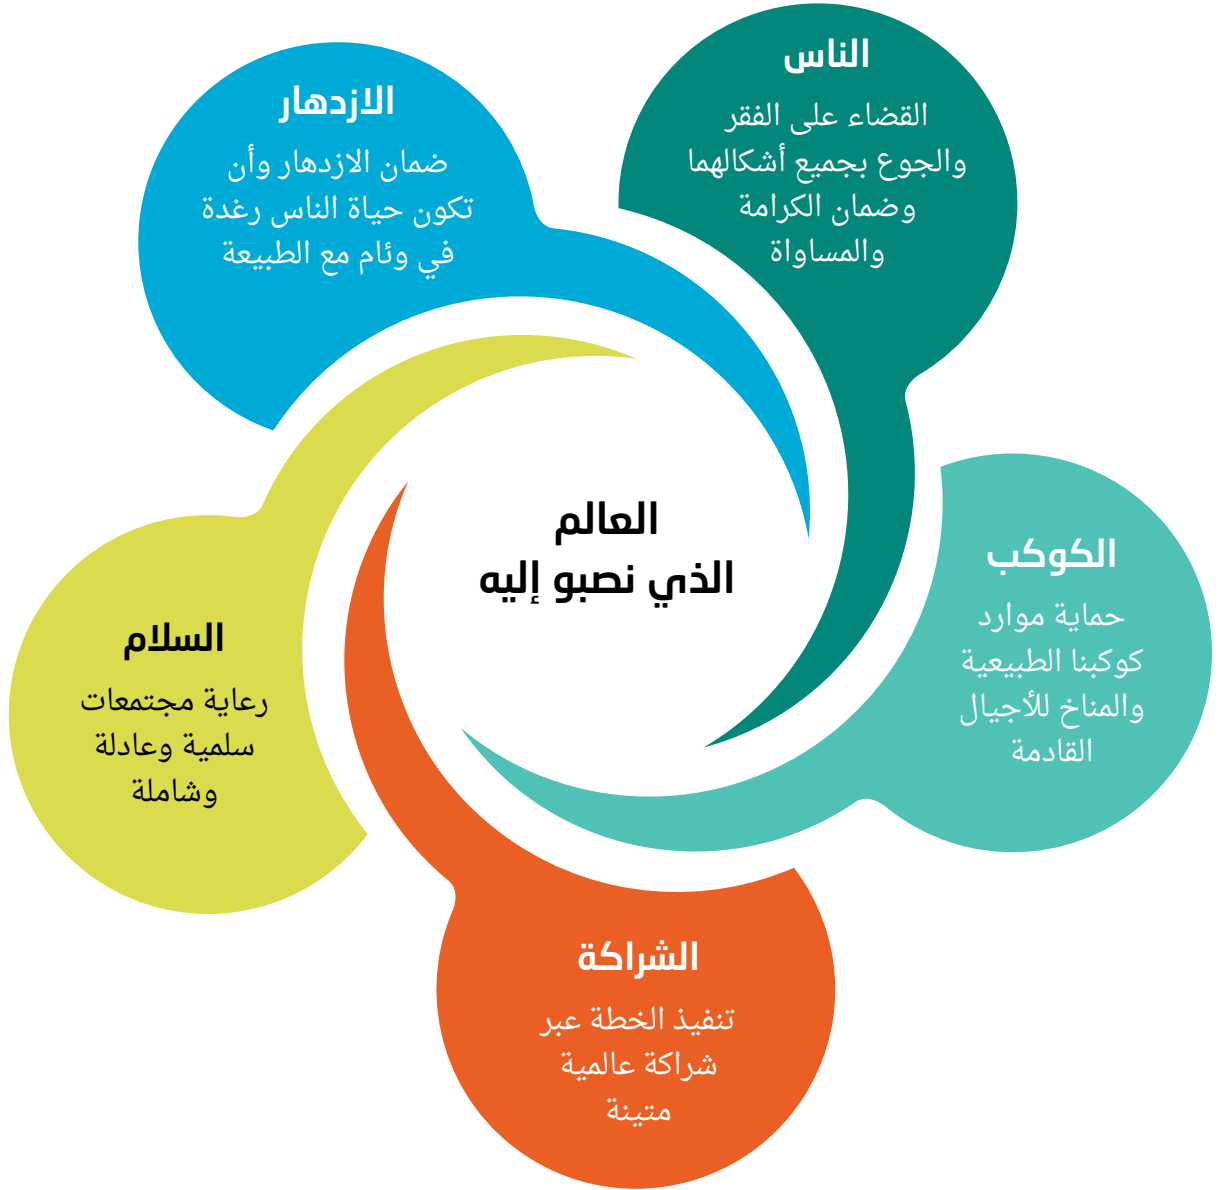 الناس
القضاء على الفقر
والجوع بجميع أشكالهما
وضمان الكرامة
والمساواة
الازدهار
ضمان الازدهار وأن
تكون حياة الناس رغدة
في وئام مع الطبيعة
العالم
الذي نصبو إليه
الكوكب
حماية موارد
كوكبنا الطبيعية
والمناخ للأجيال
القادمة
السلام
رعاية مجتمعات
سلمية وعادلة
وشاملة
الشراكة
تنفيذ الخطة عبر
شراكة عالمية
متينة